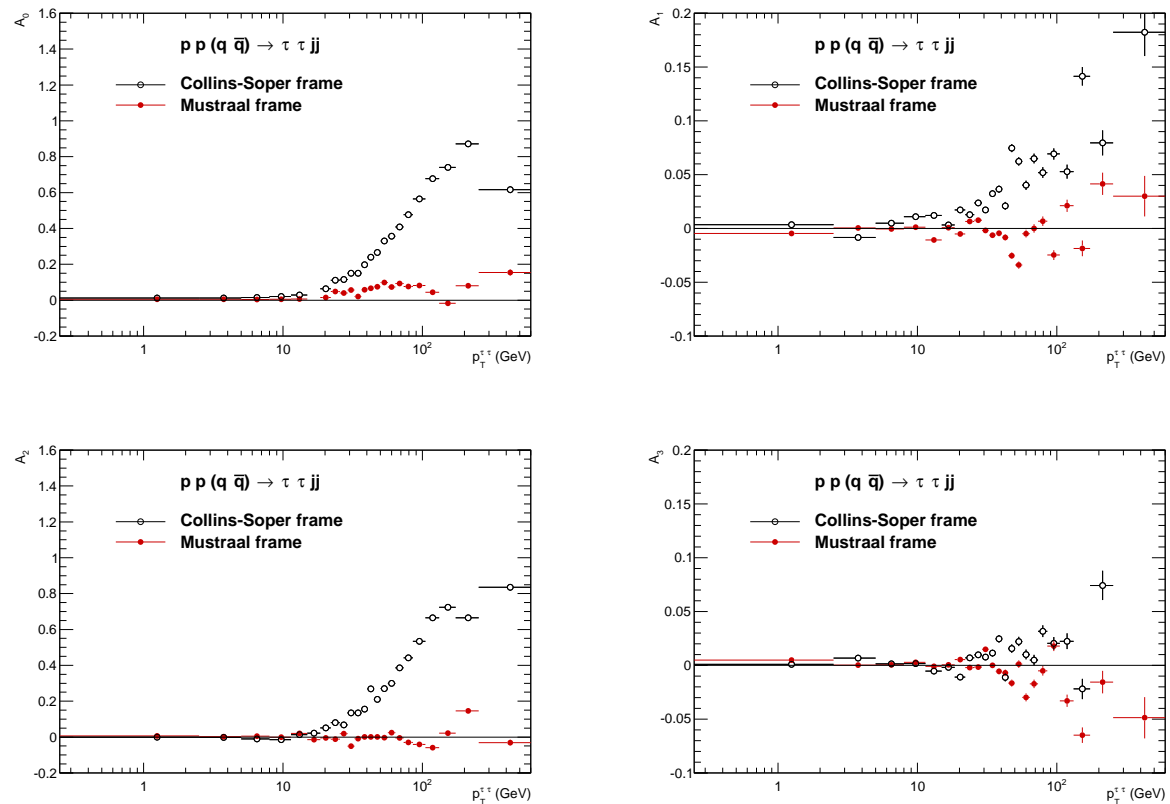 A₀
p p (q q̅) → τ τ jj
Collins-Soper frame
Mustraal frame
1.6
1.4
1.2
1
0.8
0.6
0.4
0.2
0
-0.2
1 10 10²
p_T^{τ τ} (GeV)
A₁
p p (q q̅) → τ τ jj
Collins-Soper frame
Mustraal frame
0.2
0.15
0.1
0.05
0
-0.05
-0.1
1 10 10²
p_T^{τ τ} (GeV)
A₂
p p (q q̅) → τ τ jj
Collins-Soper frame
Mustraal frame
1.6
1.4
1.2
1
0.8
0.6
0.4
0.2
0
-0.2
1 10 10²
p_T^{τ τ} (GeV)
A₃
p p (q q̅) → τ τ jj
Collins-Soper frame
Mustraal frame
0.2
0.15
0.1
0.05
0
-0.05
-0.1
1 10 10²
p_T^{τ τ} (GeV)